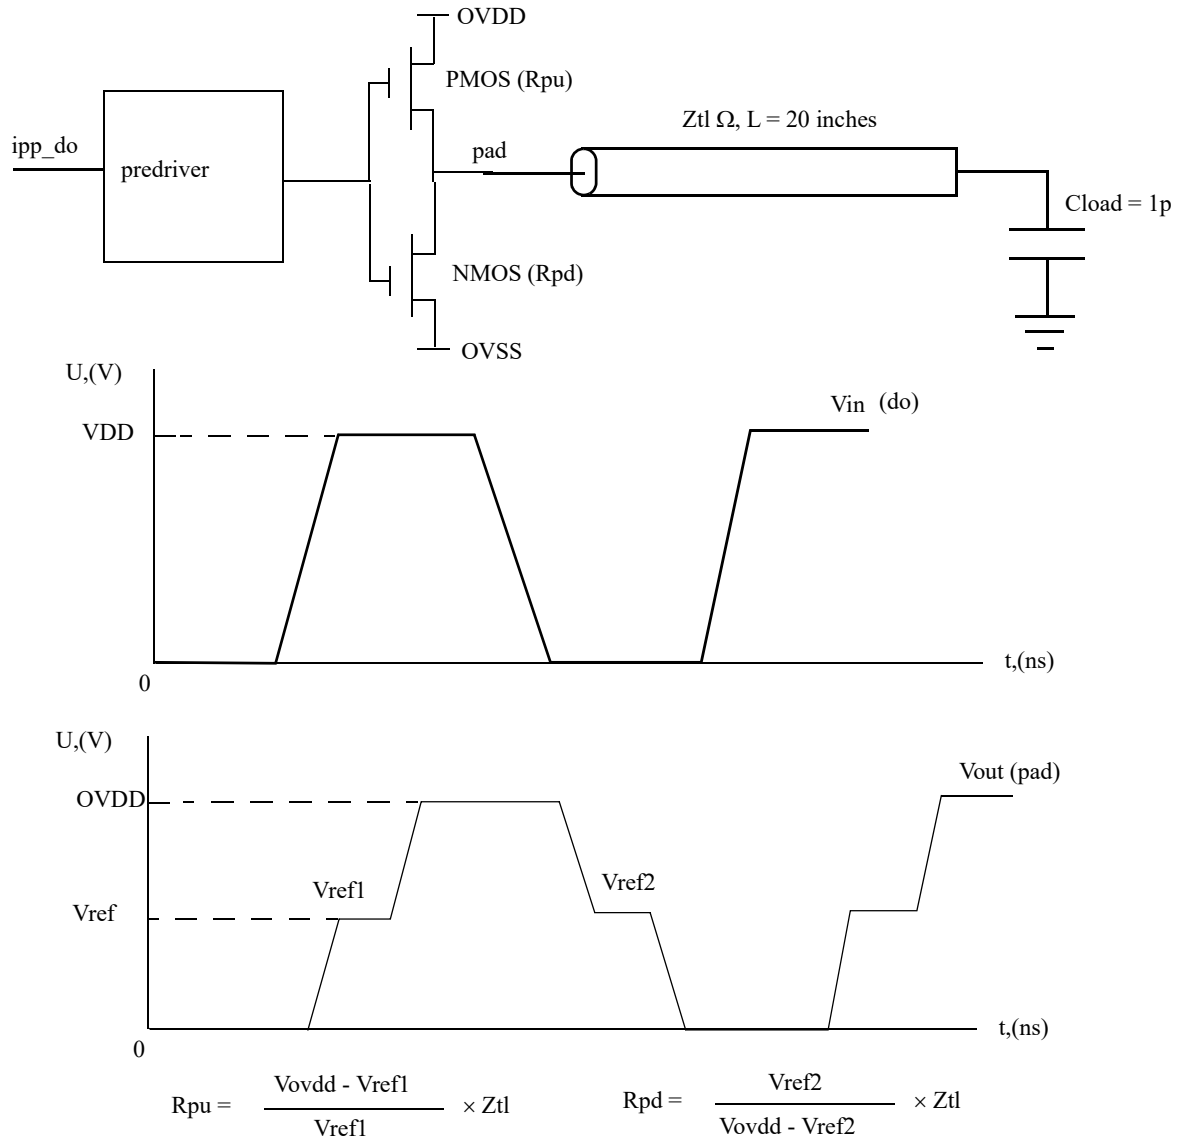 OVDD
PMOS (Rpu)
Ztl Ω, L = 20 inches
ipp_do
predriver
pad
Cload = 1p
NMOS (Rpd)
OVSS
U,(V)
VDD
Vin (do)
t,(ns)
0
U,(V)
OVDD
Vout (pad)
Vref1
Vref2
Vref
t,(ns)
0
Rpu = Vovdd - Vref1 × Ztl
Vref1
Rpd = Vref2 × Ztl
Vovdd - Vref2